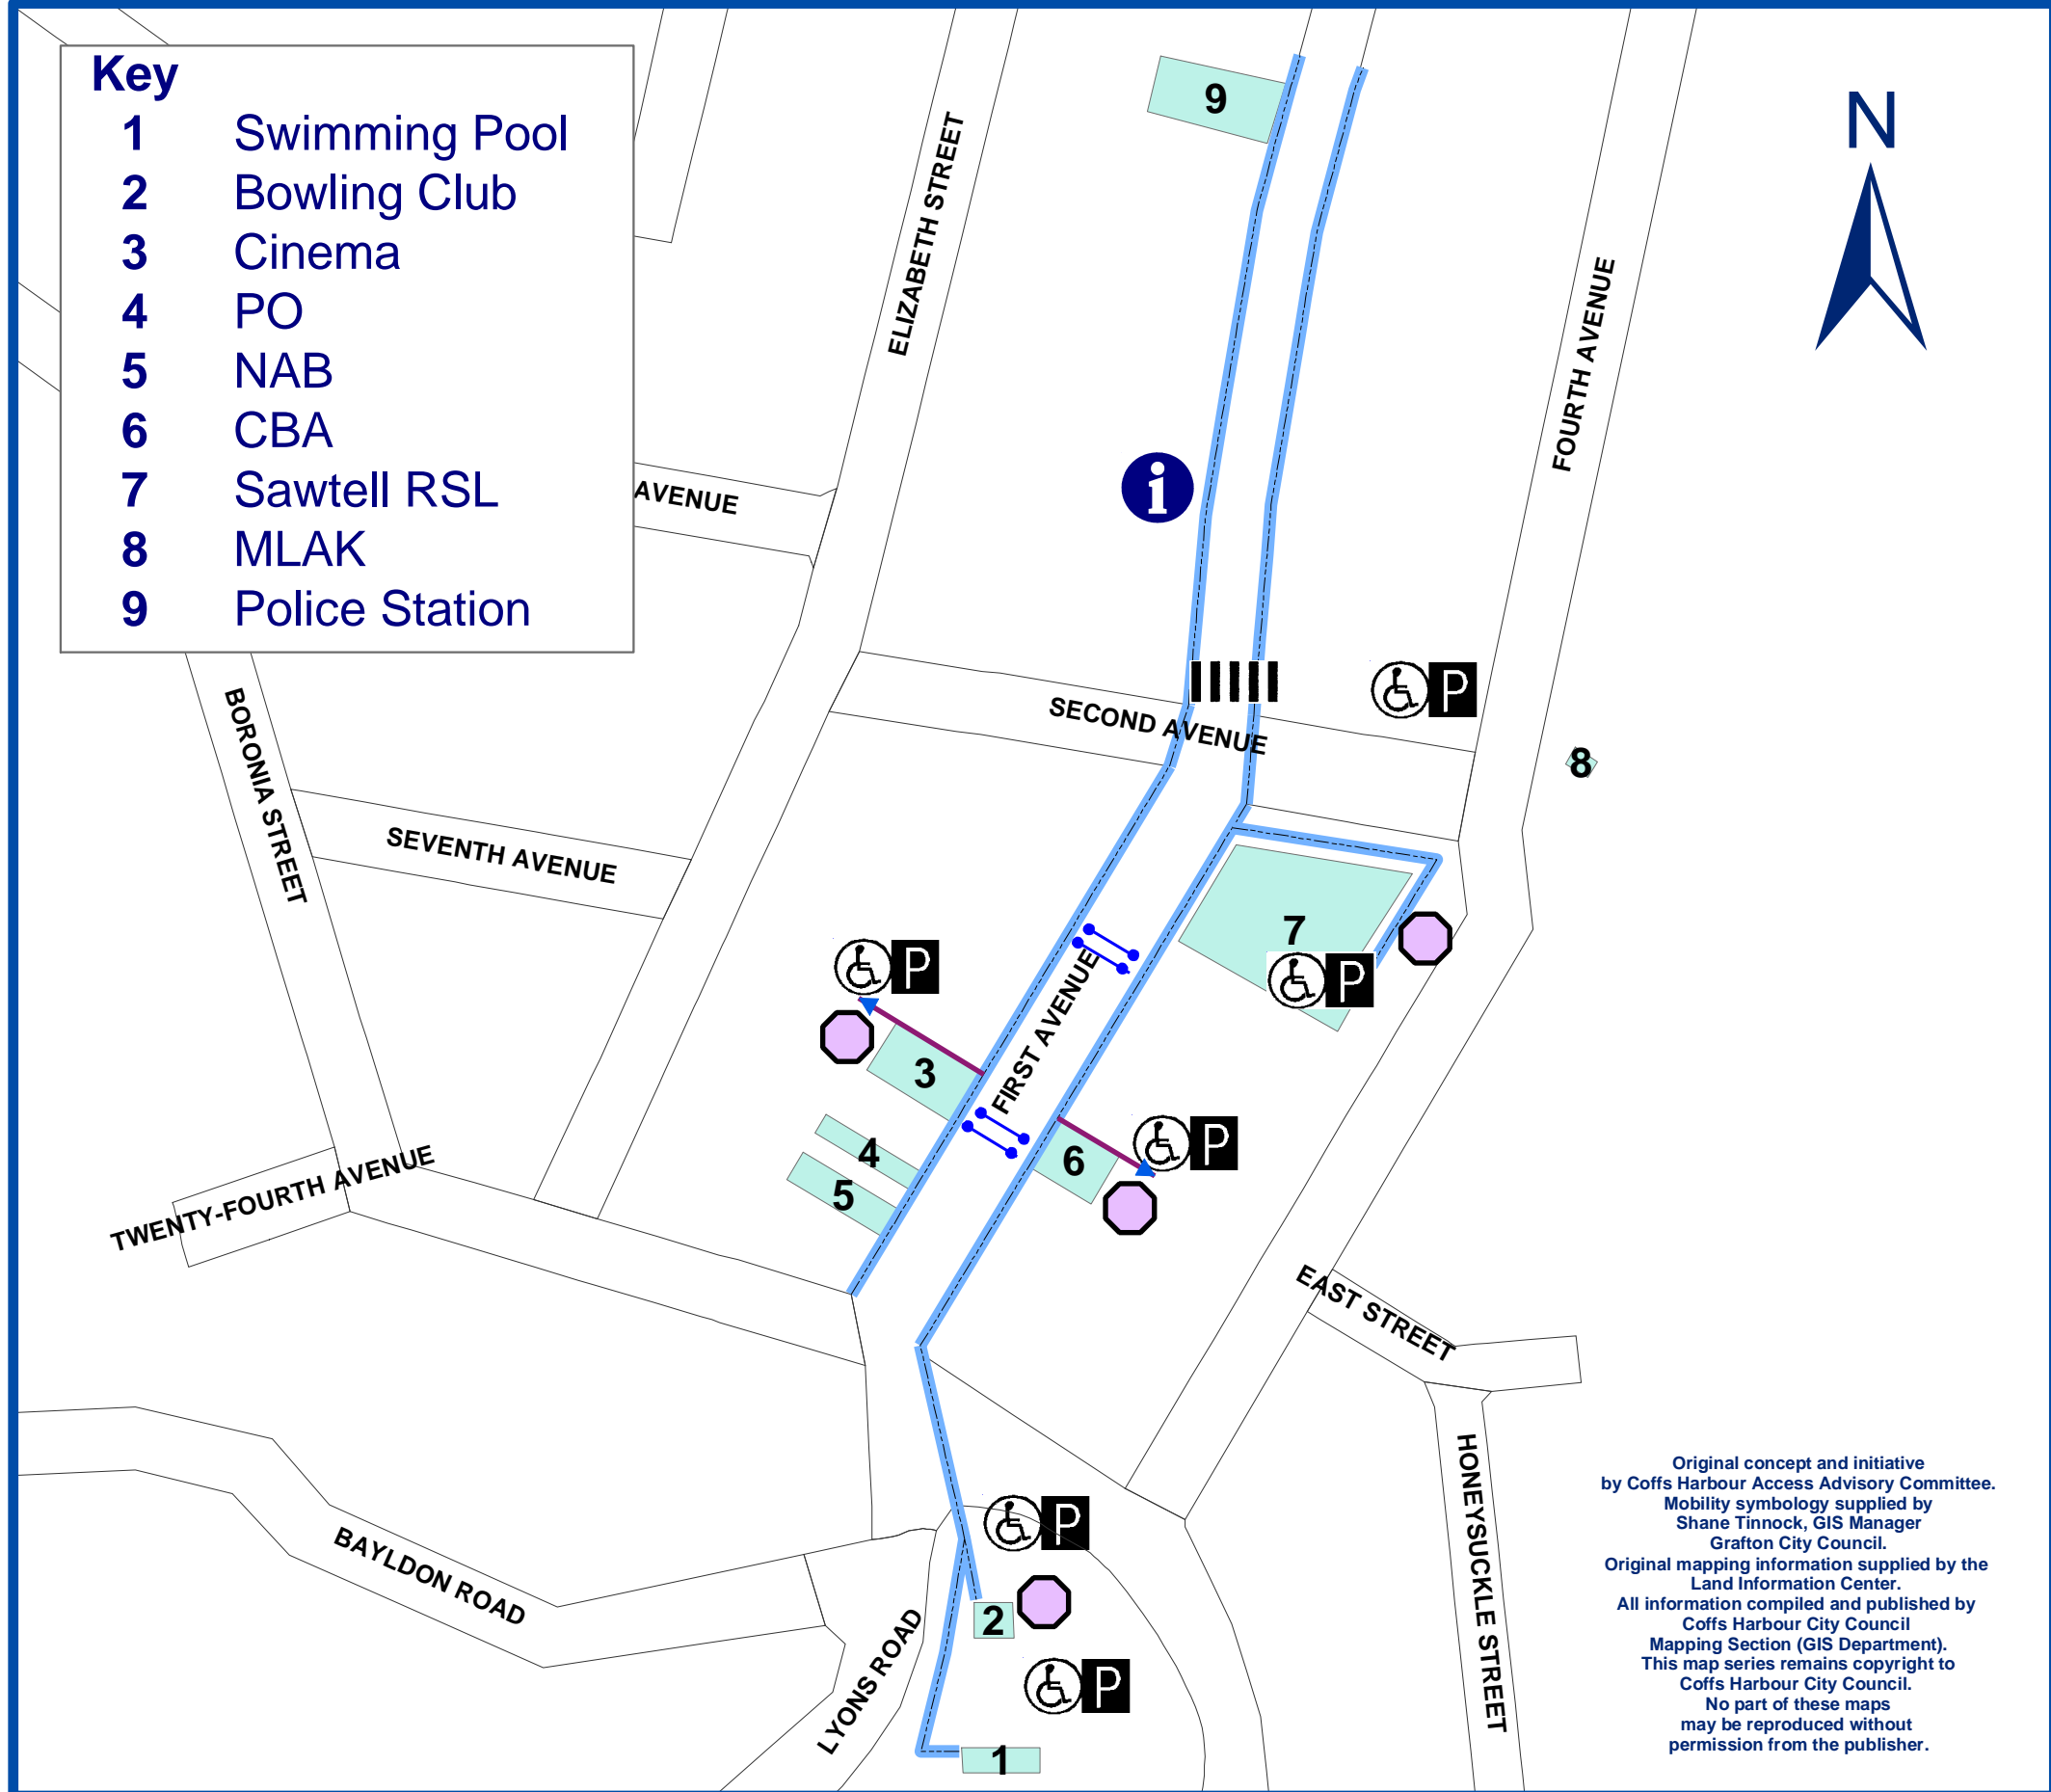 Key
1 Swimming Pool
2 Bowling Club
3 Cinema
4 PO
5 NAB
6 CBA
7 Sawtell RSL
8 MLAK
9 Police Station
9
N
ELIZABETH STREET
FOURTH AVENUE
AVENUE
i
SECOND AVENUE
P
8
BORONIA STREET
SEVENTH AVENUE
7
P
P
FIRST AVENUE
3
4
5
6
P
TWENTY-FOURTH AVENUE
EAST STREET
HONEYSUCKLE STREET
BAYLDON ROAD
LYONS ROAD
P
2
P
1
Original concept and initiative
by Coffs Harbour Access Advisory Committee.
Mobility symbology supplied by
Shane Tinnock, GIS Manager
Grafton City Council.
Original mapping information supplied by the
Land Information Center.
All information compiled and published by
Coffs Harbour City Council
Mapping Section (GIS Department).
This map series remains copyright to
Coffs Harbour City Council.
No part of these maps
may be reproduced without
permission from the publisher.